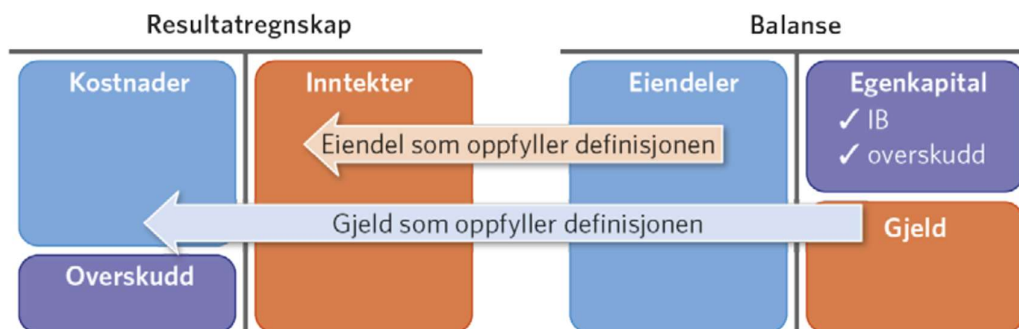 Resultatregnskap
Balanse
Kostnader
Inntekter
Eiendeler
Egenkapital
✓ IB
✓ overskudd
Eiendel som oppfyller definisjonen
Gjeld som oppfyller definisjonen
Gjeld
Overskudd